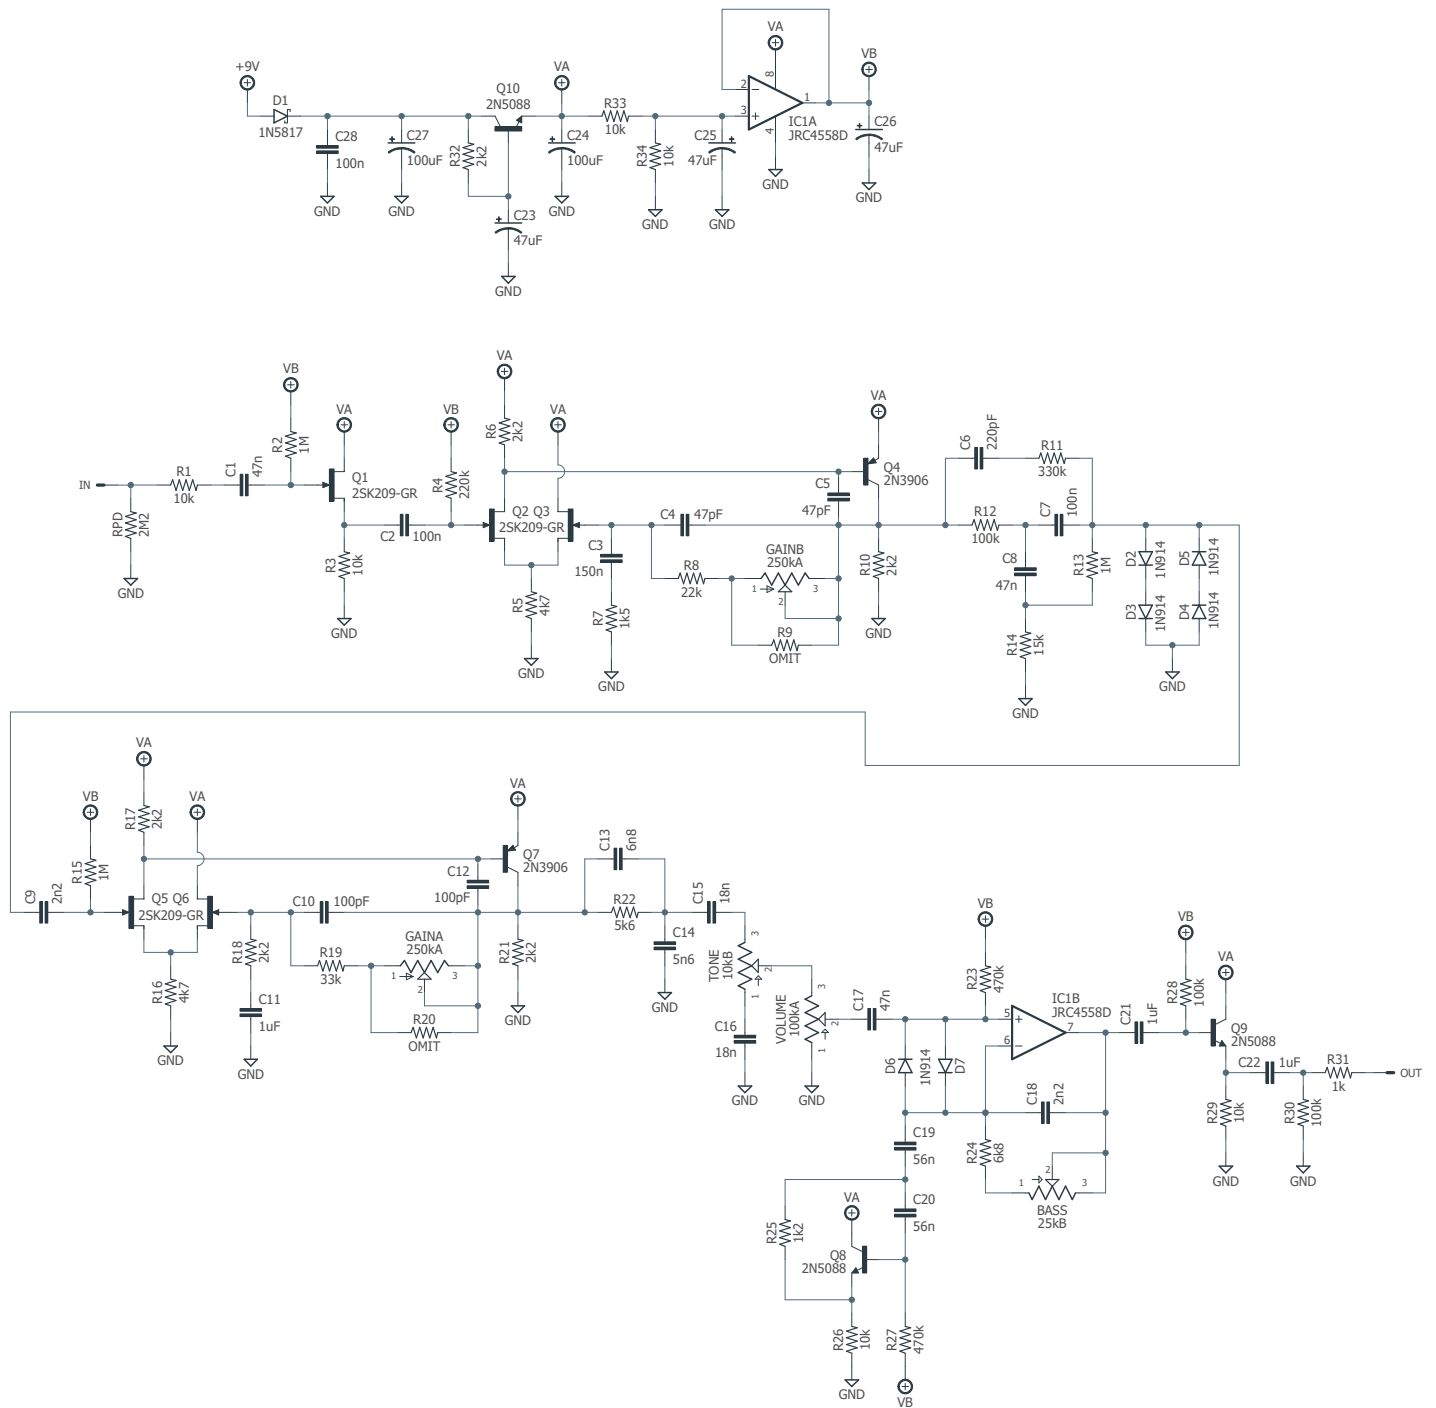 +9V
D1
1N5817
C28
100n
GND
C27
100uF
GND
R32
2k2
Q10
2N5088
C23
47uF
GND
VA
C24
100uF
GND
R33
10k
R34
10k
GND
C25
47uF
GND
VA
8
2
3
1
4
IC1A
JRC4558D
GND
VB
C26
47uF
GND
IN
RPD
2M2
GND
R1
10k
C1
47n
VB
R2
1M
VA
Q1
2SK209-GR
R3
10k
GND
C2
100n
VB
R4
220k
VA
R6
2k2
VA
Q2 Q3
2SK209-GR
R5
4k7
GND
C3
150n
R7
1k5
GND
C4
47pF
R8
22k
GAINB
250kA
1
2
3
R9
OMIT
C5
47pF
VA
Q4
2N3906
R10
2k2
GND
C6
220pF
R11
330k
R12
100k
C7
100n
C8
47n
R13
1M
R14
15k
GND
D2
1N914
D5
1N914
D3
1N914
D4
1N914
GND
C9
2n2
VB
R15
1M
VA
R17
2k2
VA
Q5 Q6
2SK209-GR
R16
4k7
GND
R18
2k2
C11
1uF
GND
C10
100pF
R19
33k
GAINA
250kA
1
2
3
R20
OMIT
C12
100pF
VA
Q7
2N3906
R21
2k2
GND
C13
6n8
R22
5k6
C14
5n6
GND
C15
18n
TONE
10kB
3
2
1
C16
18n
GND
VOLUME
100kA
3
2
1
GND
C17
47n
D6
1N914
D7
VB
R23
470k
IC1B
JRC4558D
5
6
7
C18
2n2
R24
6k8
1
2
3
BASS
25kB
C19
56n
C20
56n
R25
1k2
VA
Q8
2N5088
R26
10k
GND
R27
470k
VB
C21
1uF
VB
R28
100k
VA
Q9
2N5088
R29
10k
GND
C22
1uF
R30
100k
GND
R31
1k
OUT